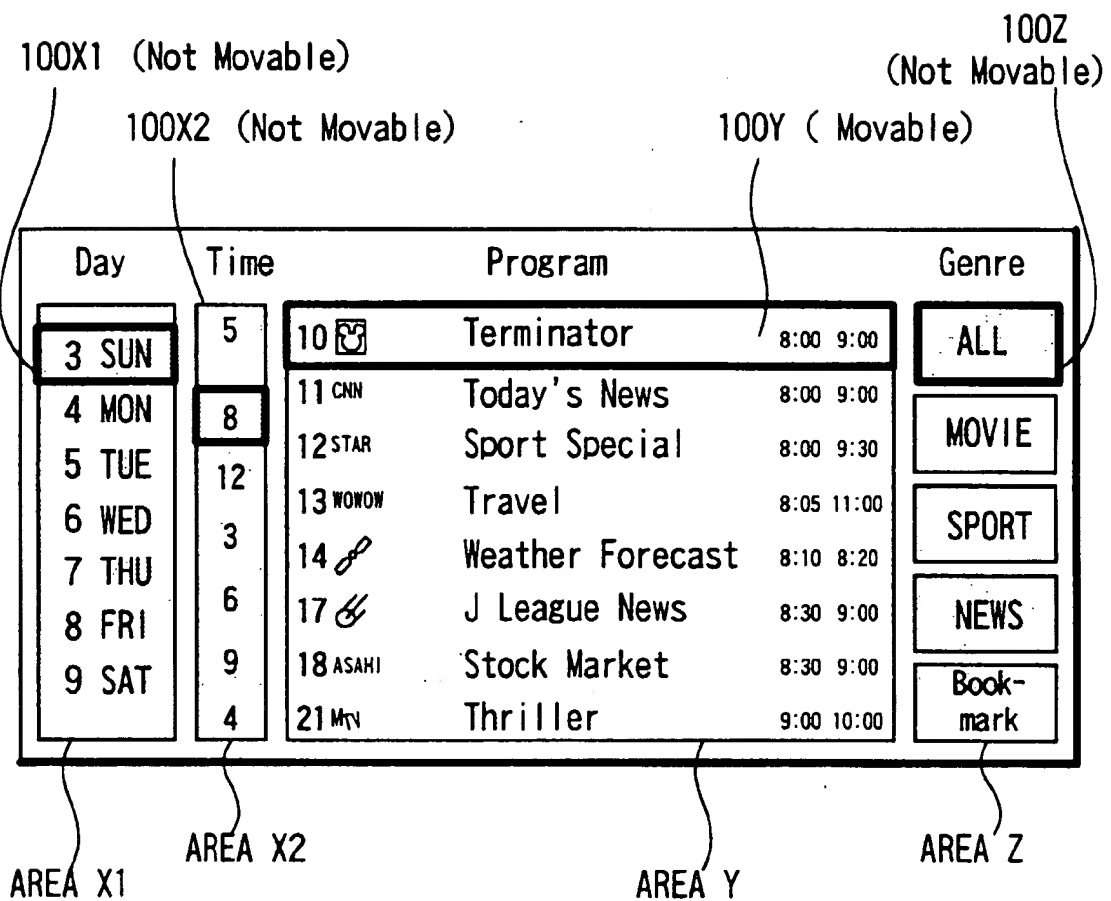 100Z
100X1 (Not Movable)
(Not Movable)
100X2 (Not Movable)
100Y ( Movable)
Day Time Program Genre
3 SUN
4 MON
5 TUE
6 WED
7 THU
8 FRI
9 SAT
5
8
12
3
6
9
4
10 Terminator 8:00 9:00
11 CNN Today's News 8:00 9:00
12 STAR Sport Special 8:00 9:30
13 WOWOW Travel 8:05 11:00
14 Weather Forecast 8:10 8:20
17 J League News 8:30 9:00
18 ASAHI Stock Market 8:30 9:00
21 MTV Thriller 9:00 10:00
ALL
MOVIE
SPORT
NEWS
Book-
mark
AREA X1
AREA X2
AREA Y
AREA Z